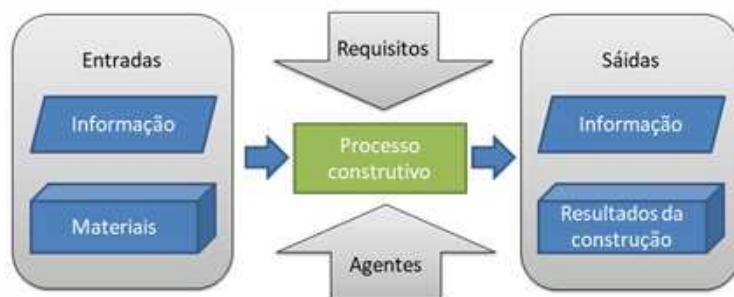 Entradas
Informação
Materiais
Requisitos
Processo
construtivo
Agentes
Sáidas
Informação
Resultados da
construção